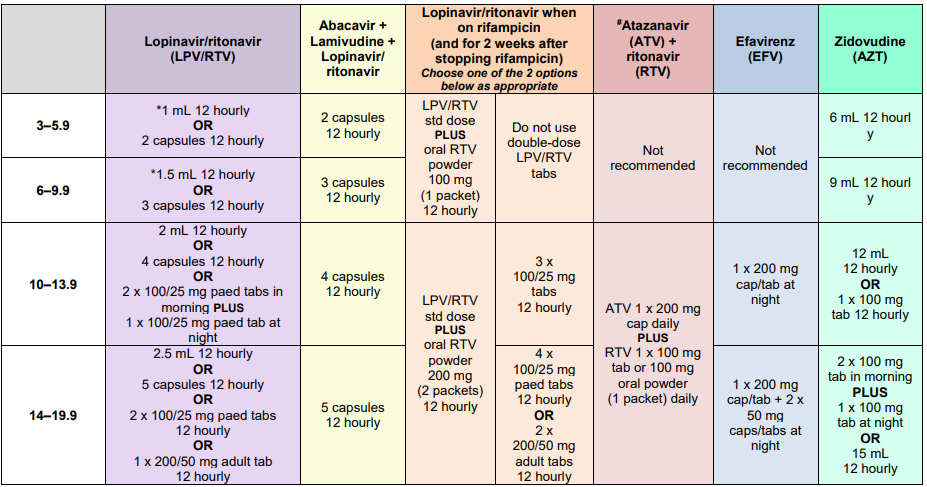 Lopinavir/ritonavir
(LPV/RTV)
Abacavir +
Lamivudine +
Lopinavir/
ritonavir
Lopinavir/ritonavir when
on rifampicin
(and for 2 weeks after
stopping rifampicin)
Choose one of the 2 options
below as appropriate
#Atazanavir
(ATV) +
ritonavir
(RTV)
Efavirenz
(EFV)
Zidovudine
(AZT)
3–5.9
*1 mL 12 hourly
OR
2 capsules 12 hourly
2 capsules
12 hourly
LPV/RTV
std dose
PLUS
oral RTV
powder
100 mg
(1 packet)
12 hourly
Do not use
double-dose
LPV/RTV
tabs
Not
recommended
Not
recommended
6 mL 12 hourl
y
6–9.9
*1.5 mL 12 hourly
OR
3 capsules 12 hourly
3 capsules
12 hourly
9 mL 12 hourl
y
10–13.9
2 mL 12 hourly
OR
4 capsules 12 hourly
OR
2 x 100/25 mg paed tabs in
morning PLUS
1 x 100/25 mg paed tab at
night
4 capsules
12 hourly
LPV/RTV
std dose
PLUS
oral RTV
powder
200 mg
(2 packets)
12 hourly
3 x
100/25 mg
tabs
12 hourly
ATV 1 x 200 mg
cap daily
PLUS
RTV 1 x 100 mg
tab or 100 mg
oral powder
(1 packet) daily
1 x 200 mg
cap/tab at
night
12 mL
12 hourly
OR
1 x 100 mg
tab 12 hourly
14–19.9
2.5 mL 12 hourly
OR
5 capsules 12 hourly
OR
2 x 100/25 mg paed tabs
12 hourly
OR
1 x 200/50 mg adult tab
12 hourly
5 capsules
12 hourly
4 x
100/25 mg
paed tabs
12 hourly
OR
2 x
200/50 mg
adult tabs
12 hourly
1 x 200 mg
cap/tab + 2 x
50 mg
caps/tabs at
night
2 x 100 mg
tab in morning
PLUS
1 x 100 mg
tab at night
OR
15 mL
12 hourly